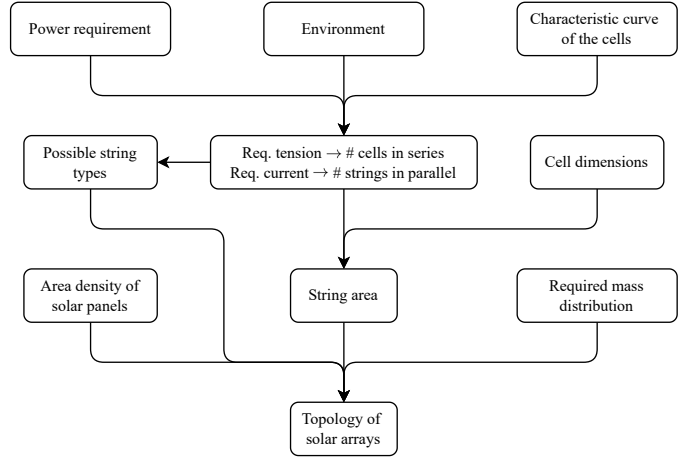 Power requirement
Environment
Characteristic curve
of the cells
Possible string
types
Req. tension → # cells in series
Req. current → # strings in parallel
Cell dimensions
Area density of
solar panels
String area
Required mass
distribution
Topology of
solar arrays